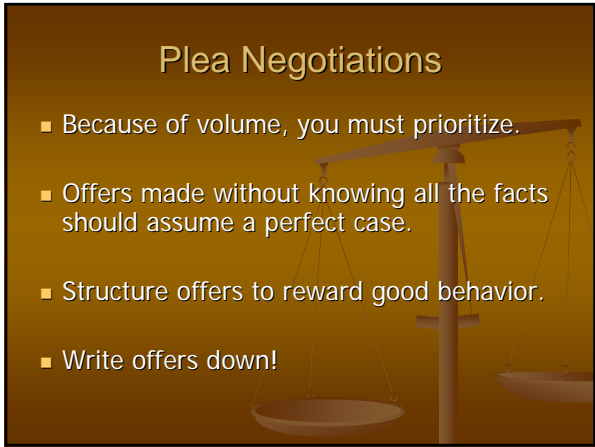 Plea Negotiations
■ Because of volume, you must prioritize.
■ Offers made without knowing all the facts
should assume a perfect case.
■ Structure offers to reward good behavior.
■ Write offers down!